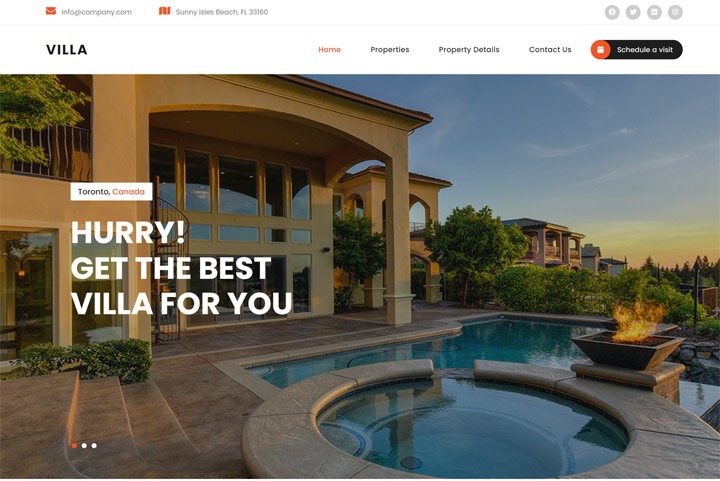 info@company.com
Sunny Isles Beach, FL 33160
VILLA
Home
Properties
Property Details
Contact Us
Schedule a visit
Toronto, Canada
HURRY!
GET THE BEST
VILLA FOR YOU